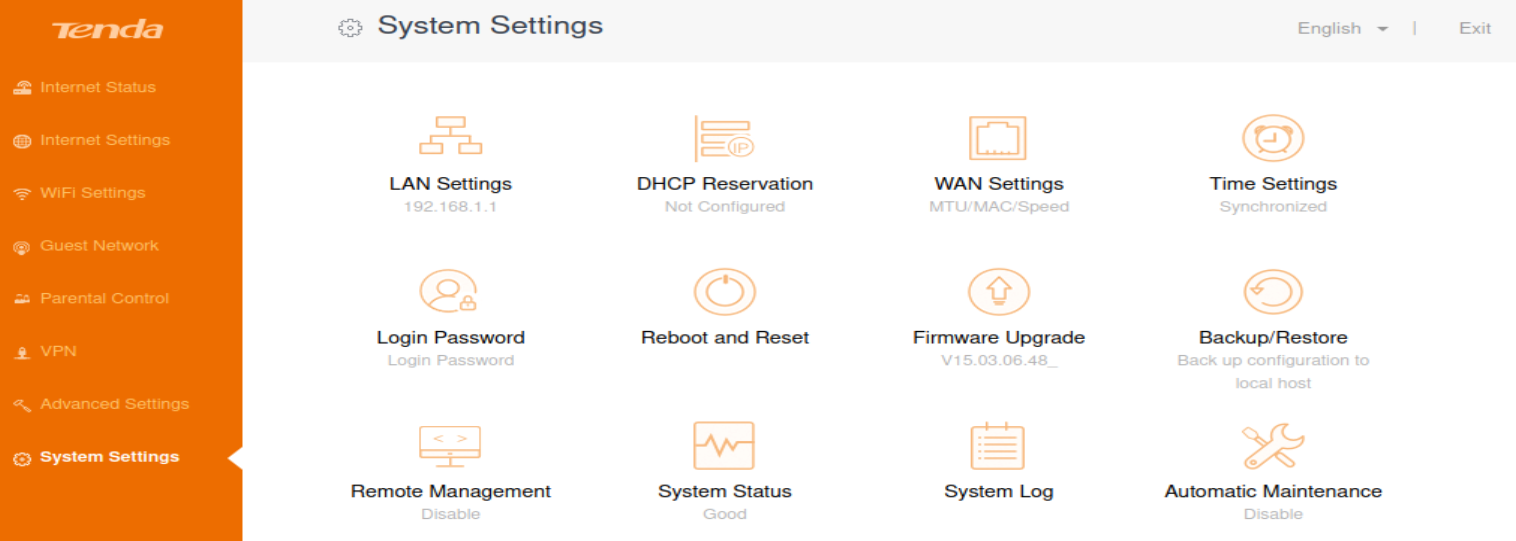 Tenda
System Settings
English | Exit
Internet Status
Internet Settings
WiFi Settings
Guest Network
Parental Control
VPN
Advanced Settings
System Settings
LAN Settings
192.168.1.1
IP
DHCP Reservation
Not Configured
WAN Settings
MTU/MAC/Speed
Time Settings
Synchronized
Login Password
Login Password
Reboot and Reset
Firmware Upgrade
V15.03.06.48_
Backup/Restore
Back up configuration to
local host
< >
Remote Management
Disable
System Status
Good
System Log
Automatic Maintenance
Disable